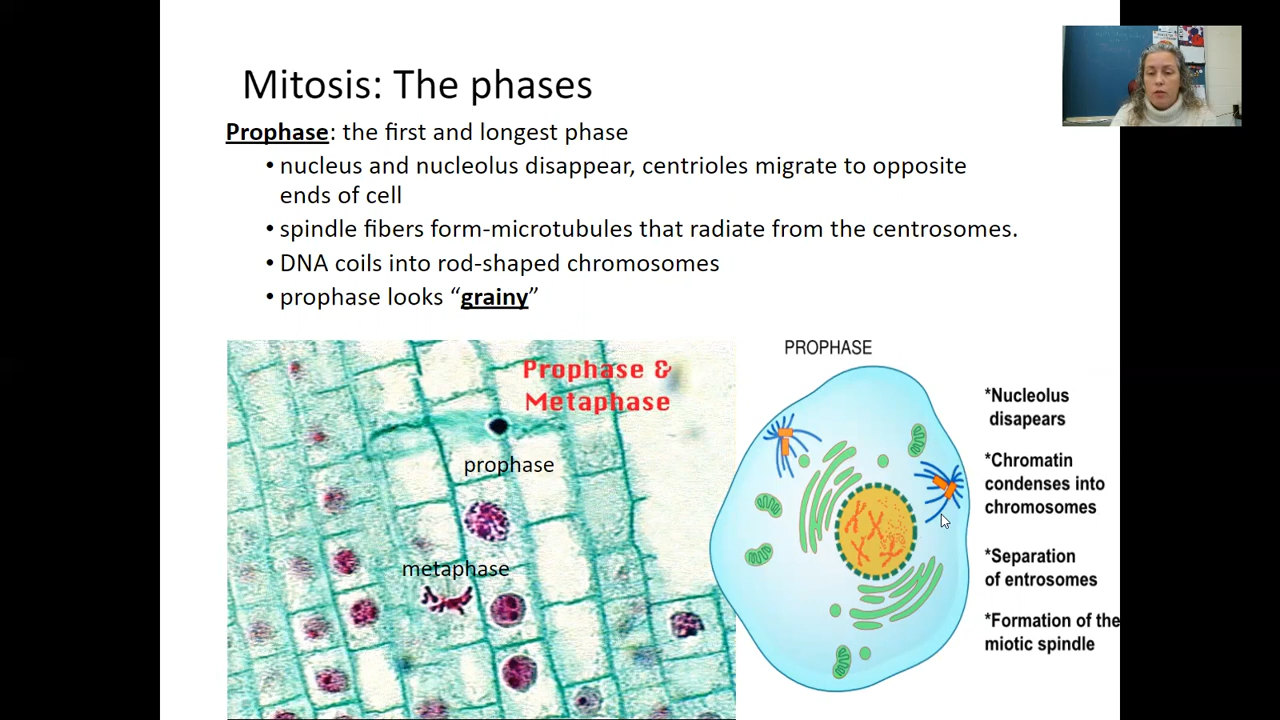 Mitosis: The phases
Prophase: the first and longest phase
• nucleus and nucleolus disappear, centrioles migrate to opposite
ends of cell
• spindle fibers form-microtubules that radiate from the centrosomes.
• DNA coils into rod-shaped chromosomes
• prophase looks “grainy”
Prophase &
Metaphase
prophase
metaphase
PROPHASE
*Nucleolus
disapears
*Chromatin
condenses into
chromosomes
*Separation
of entrosomes
*Formation of the
miotic spindle